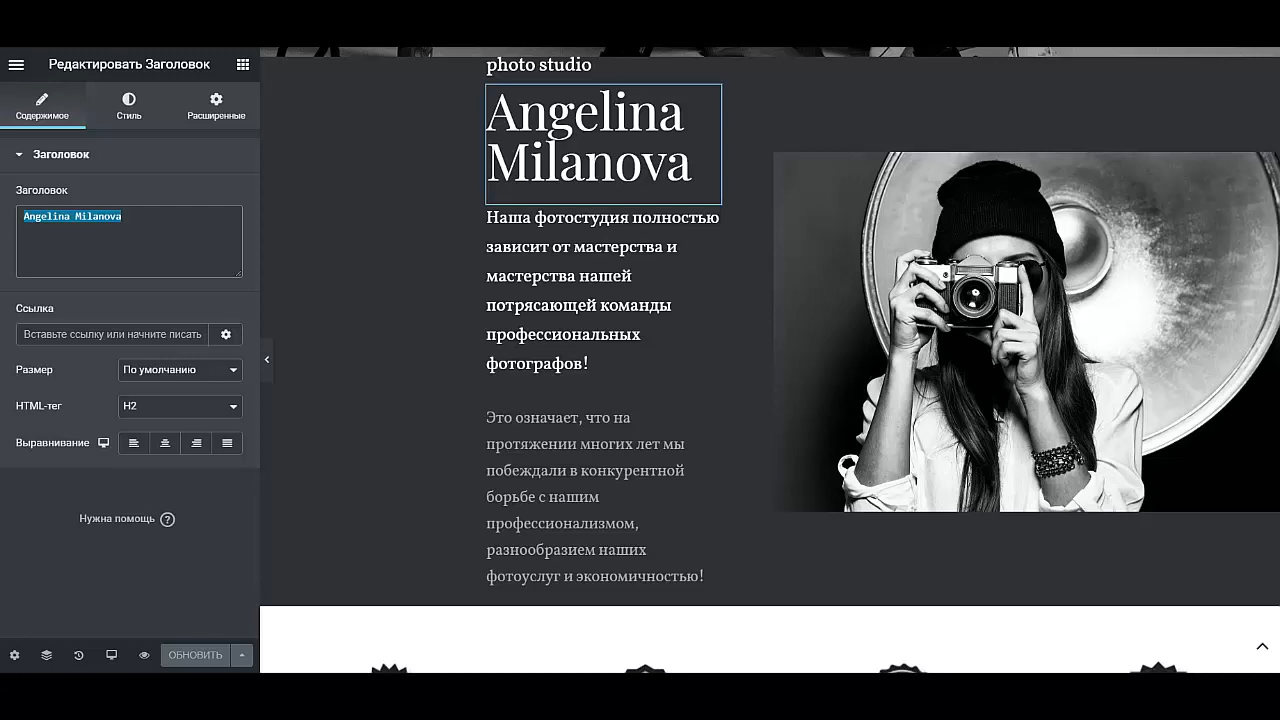 Редактировать Заголовок
Содержимое
Стиль
Расширенные
Заголовок
Заголовок
Angelina Milanova
Ссылка
Вставьте ссылку или начните писать
Размер
По умолчанию
HTML-тег
H2
Выравнивание
Нужна помощь ?
ОБНОВИТЬ
photo studio
Angelina
Milanova
Наша фотостудия полностью
зависит от мастерства и
мастерства нашей
потрясающей команды
профессиональных
фотографов!
Это означает, что на
протяжении многих лет мы
побеждали в конкурентной
борьбе с нашим
профессионализмом,
разнообразием наших
фотоуслуг и экономичностью!